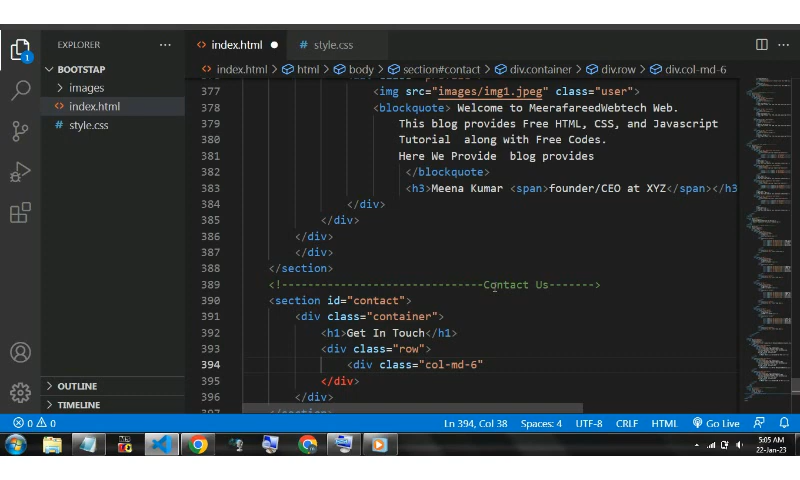 EXPLORER
index.html
style.css
BOOTSTAP
index.html > html > body > section#contact > div.container > div.row > div.col-md-6
images
index.html
style.css
377 <img src="images/img1.jpeg" class="user">
378 <blockquote> Welcome to MeerafareedWebtech Web.
379 This blog provides Free HTML, CSS, and Javascript
380 Tutorial along with Free Codes.
381 Here We Provide blog provides
382 </blockquote>
383 <h3>Meena Kumar <span>founder/CEO at XYZ</span></h3
384 </div>
385 </div>
386 </div>
387 </div>
388 </section>
389 <!-------------------------------Contact Us------->
390 <section id="contact">
391 <div class="container">
392 <h1>Get In Touch</h1>
393 <div class="row">
394 <div class="col-md-6"
395 </div>
396 </div>
OUTLINE
TIMELINE
0 0 Ln 394, Col 38 Spaces: 4 UTF-8 CRLF HTML Go Live
5:05 AM
22-Jan-23